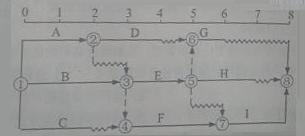 0 1 2 3 4 5 6 7 8
A ② D ⑥ G
① B ③ E ⑤ H ⑧
C ④ F ⑦ I